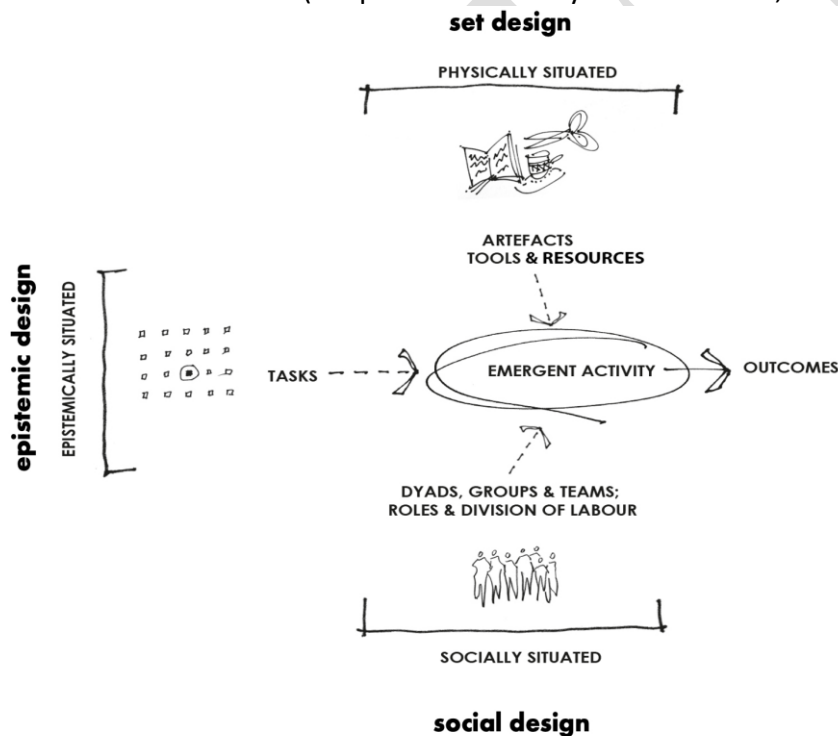 set design
PHYSICALLY SITUATED
ARTEFACTS
TOOLS & RESOURCES
epistemic design
EPISTEMICALLY SITUATED
TASKS
EMERGENT ACTIVITY
OUTCOMES
DYADS, GROUPS & TEAMS;
ROLES & DIVISION OF LABOUR
SOCIALLY SITUATED
social design